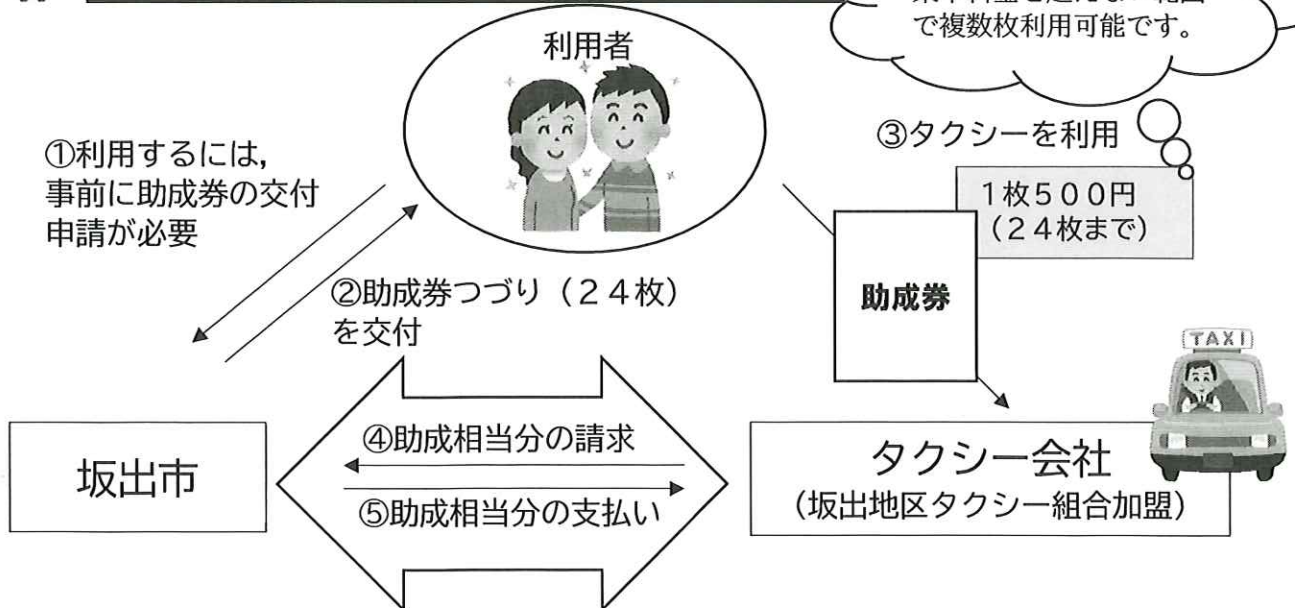 で複数枚利用可能です。
利用者
①利用するには,
事前に助成券の交付
申請が必要
②助成券つづり（２４枚）
を交付
③タクシーを利用
１枚５００円
（２４枚まで）
助成券
TAXI
坂出市
④助成相当分の請求
⑤助成相当分の支払い
タクシー会社
（坂出地区タクシー組合加盟）